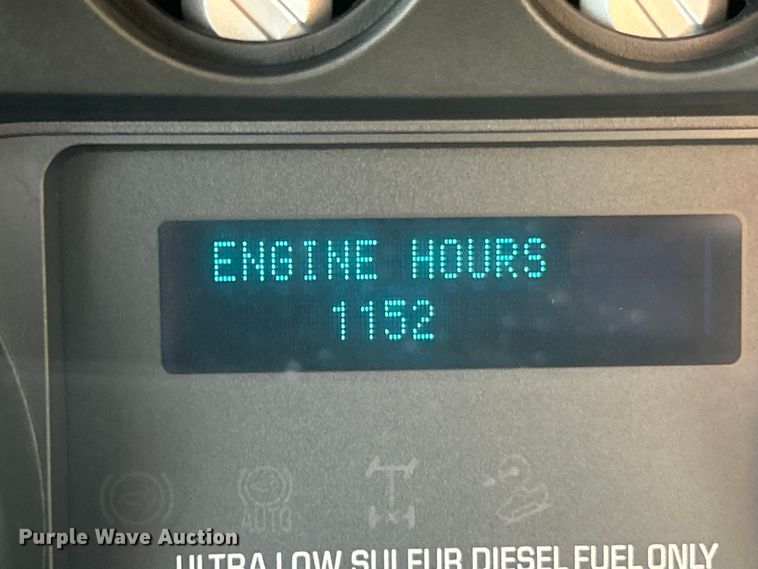 ENGINE HOURS
1152
AUTO
Purple Wave Auction
ULTRA LOW SULFUR DIESEL FUEL ONLY